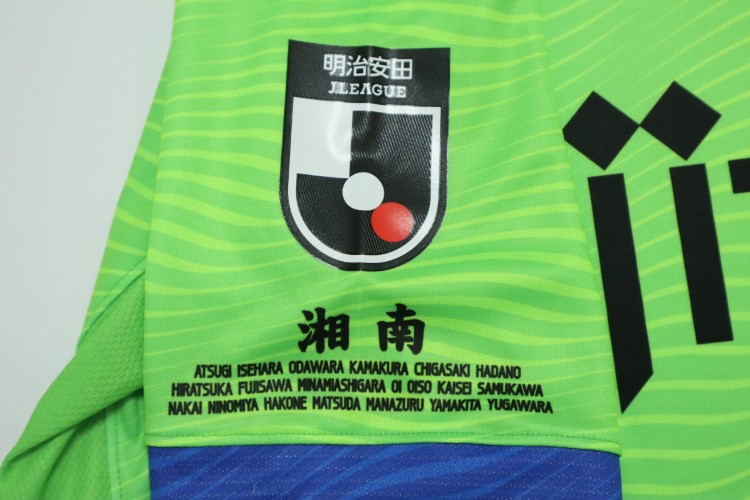 明治安田
J.LEAGUE
湘南
ATSUGI ISEHARA ODAWARA KAMAKURA CHIGASAKI HADANO
HIRATSUKA FUJISAWA MINAMIASHIGARA OI OISO KAISEI SAMUKAWA
NAKAI NINOMIYA HAKONE MATSUDA MANAZURU YAMAKITA YUGAWARA